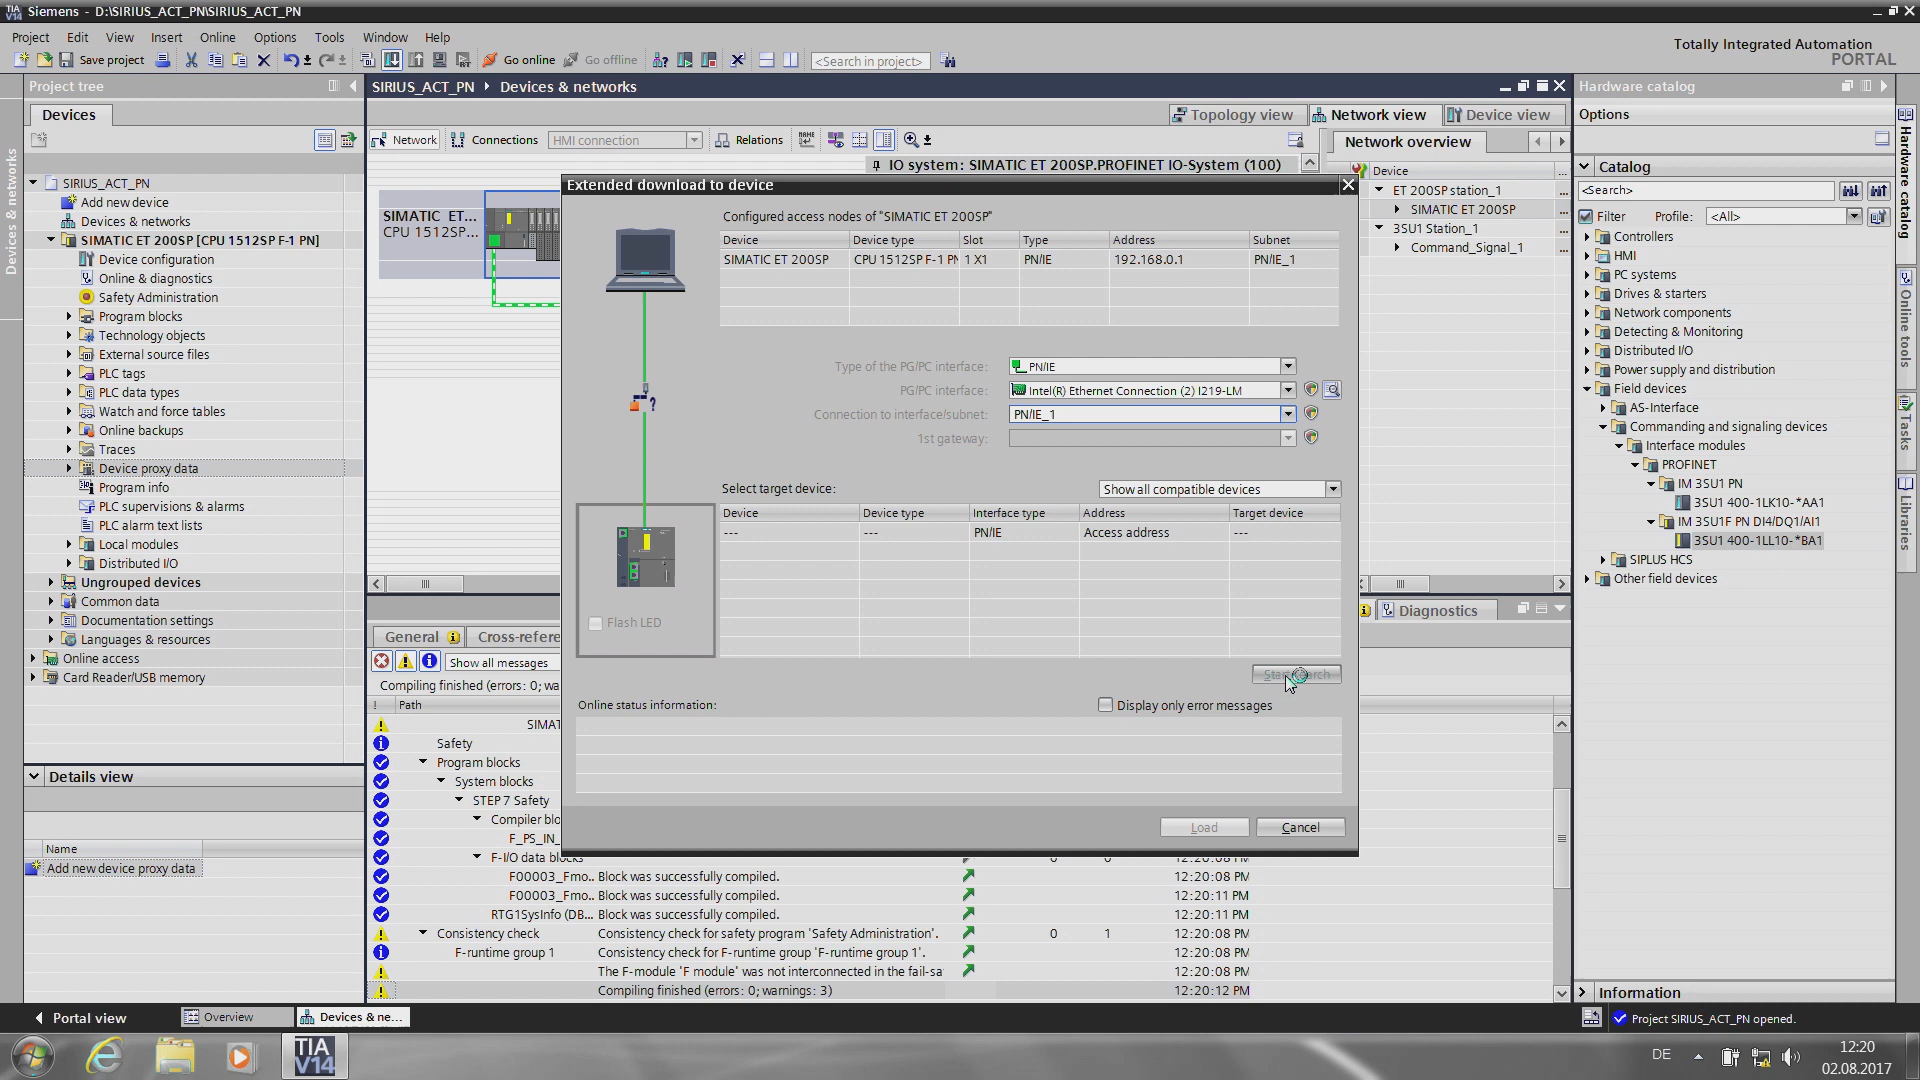 TIA V14 Siemens - D:\SIRIUS_ACT_PN\SIRIUS_ACT_PN
Project Edit View Insert Online Options Tools Window Help
Totally Integrated Automation
PORTAL
Save project
Go online
Go offline
<Search in project>
Project tree
SIRIUS_ACT_PN
Devices & networks
Hardware catalog
Devices
Topology view
Network view
Device view
Options
Network
Connections
HMI connection
Relations
Network overview
IO system: SIMATIC ET 200SP.PROFINET IO-System (100)
Device
Catalog
Devices & networks
SIRIUS_ACT_PN
Add new device
Devices & networks
SIMATIC ET 200SP [CPU 1512SP F-1 PN]
Device configuration
Online & diagnostics
Safety Administration
Program blocks
Technology objects
External source files
PLC tags
PLC data types
Watch and force tables
Online backups
Traces
Device proxy data
Program info
PLC supervisions & alarms
PLC alarm text lists
Local modules
Distributed I/O
Ungrouped devices
Common data
Documentation settings
Languages & resources
Online access
Card Reader/USB memory
Details view
Name
Add new device proxy data
SIMATIC ET...
CPU 1512SP...
Extended download to device
Configured access nodes of "SIMATIC ET 200SP"
Device Device type Slot Type Address Subnet
SIMATIC ET 200SP CPU 1512SP F-1 PN 1 X1 PN/IE 192.168.0.1 PN/IE_1
Type of the PG/PC interface: PN/IE
PG/PC interface: Intel(R) Ethernet Connection (2) I219-LM
Connection to interface/subnet: PN/IE_1
1st gateway:
Select target device:
Show all compatible devices
Device Device type Interface type Address Target device
--- --- PN/IE Access address ---
Flash LED
Start search
Online status information:
Display only error messages
Load
Cancel
ET 200SP station_1
SIMATIC ET 200SP
3SU1 Station_1
Command_Signal_1
Diagnostics
General
Cross-refere
Show all messages
Compiling finished (errors: 0; wa
! Path
SIMAT
Safety
Program blocks
System blocks
STEP 7 Safety
Compiler blo
F_PS_IN_
F-I/O data blocks 0 0 12:20:08 PM
F00003_Fmo.. Block was successfully compiled. 12:20:08 PM
F00003_Fmo.. Block was successfully compiled. 12:20:11 PM
RTG1SysInfo (DB... Block was successfully compiled. 12:20:11 PM
Consistency check Consistency check for safety program 'Safety Administration'. 0 1 12:20:08 PM
F-runtime group 1 Consistency check for F-runtime group 'F-runtime group 1'. 12:20:08 PM
The F-module 'F module' was not interconnected in the fail-sa 12:20:08 PM
Compiling finished (errors: 0; warnings: 3) 12:20:12 PM
<Search>
Filter
Profile: <All>
Controllers
HMI
PC systems
Drives & starters
Network components
Detecting & Monitoring
Distributed I/O
Power supply and distribution
Field devices
AS-Interface
Commanding and signaling devices
Interface modules
PROFINET
IM 3SU1 PN
3SU1 400-1LK10-*AA1
IM 3SU1F PN DI4/DQ1/AI1
3SU1 400-1LL10-*BA1
SIPLUS HCS
Other field devices
Information
Hardware catalog
Online tools
Tasks
Libraries
Portal view
Overview
Devices & ne...
Project SIRIUS_ACT_PN opened.
TIA
V14
DE
12:20
02.08.2017